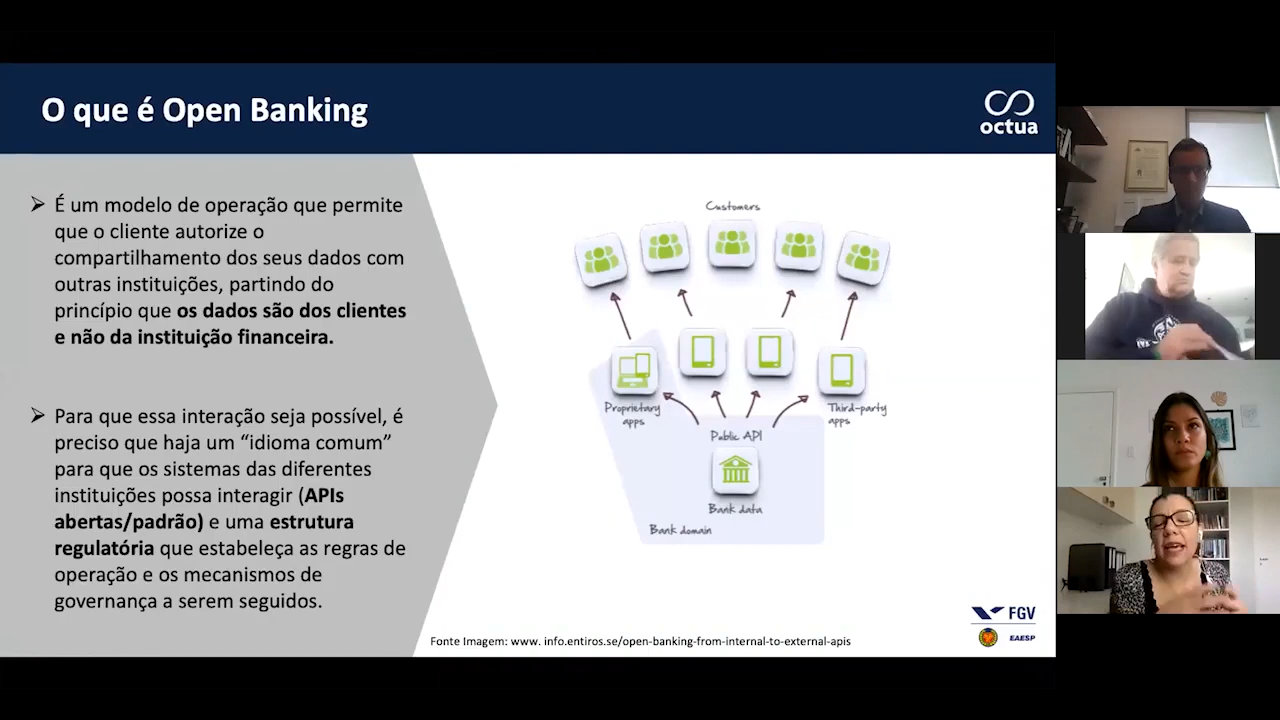 O que é Open Banking
octua
➢ É um modelo de operação que permite
que o cliente autorize o
compartilhamento dos seus dados com
outras instituições, partindo do
princípio que os dados são dos clientes
e não da instituição financeira.
➢ Para que essa interação seja possível, é
preciso que haja um “idioma comum”
para que os sistemas das diferentes
instituições possa interagir (APIs
abertas/padrão) e uma estrutura
regulatória que estabeleça as regras de
operação e os mecanismos de
governança a serem seguidos.
Customers
Proprietary
apps
Third-party
apps
Public API
Bank data
Bank domain
FGV
EAESP
Fonte Imagem: www. info.entiros.se/open-banking-from-internal-to-external-apis